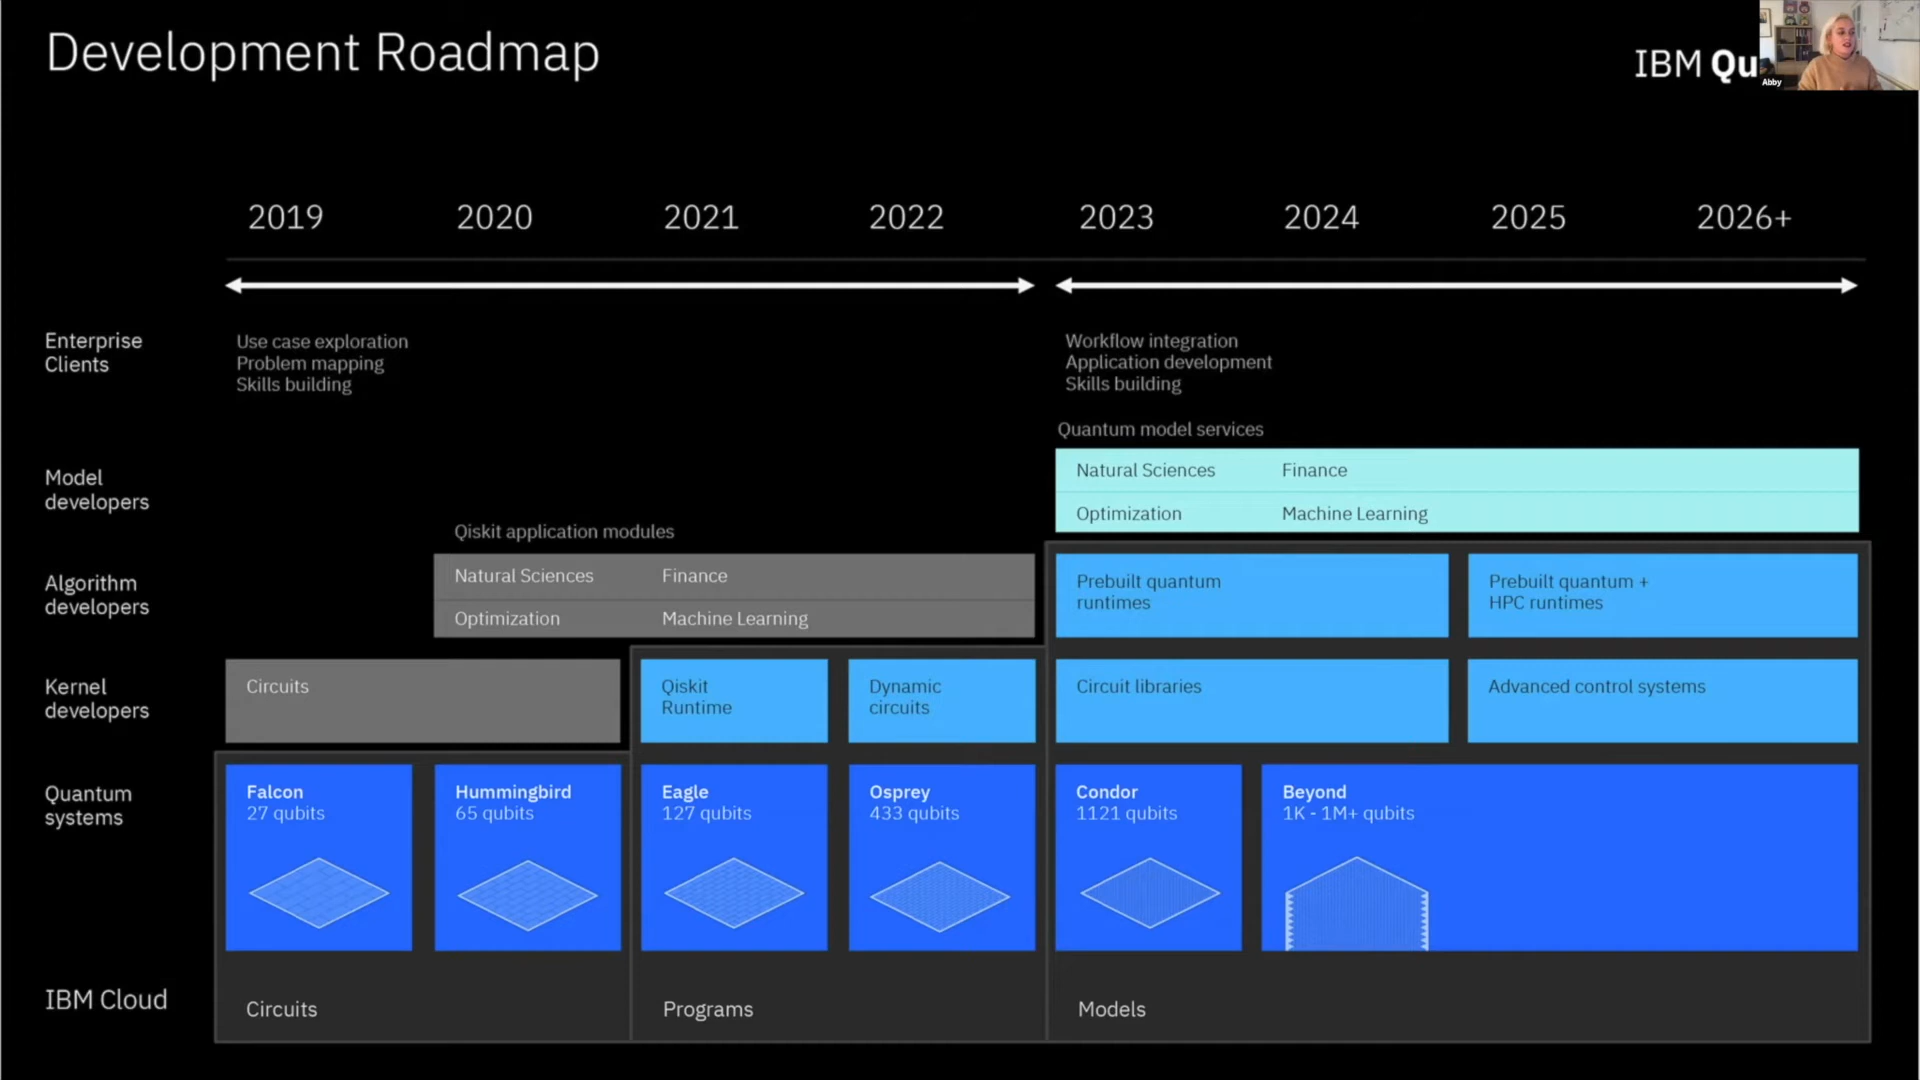 Development Roadmap
IBM Qu
Abby
2019 2020 2021 2022 2023 2024 2025 2026+
Enterprise
Clients
Use case exploration
Problem mapping
Skills building
Workflow integration
Application development
Skills building
Model
developers
Quantum model services
Natural Sciences Finance
Optimization Machine Learning
Algorithm
developers
Qiskit application modules
Natural Sciences Finance
Optimization Machine Learning
Prebuilt quantum
runtimes
Prebuilt quantum +
HPC runtimes
Kernel
developers
Circuits
Qiskit
Runtime
Dynamic
circuits
Circuit libraries
Advanced control systems
Quantum
systems
Falcon
27 qubits
Hummingbird
65 qubits
Eagle
127 qubits
Osprey
433 qubits
Condor
1121 qubits
Beyond
1K - 1M+ qubits
IBM Cloud
Circuits
Programs
Models